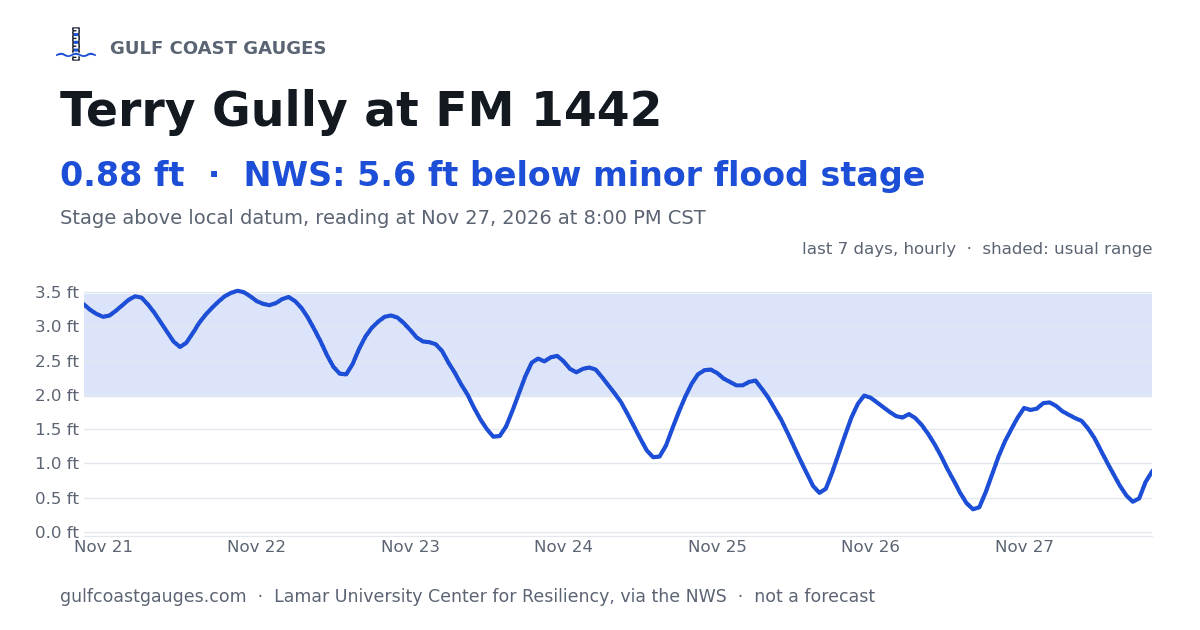 GULF COAST GAUGES
Terry Gully at FM 1442
0.88 ft · NWS: 5.6 ft below minor flood stage
Stage above local datum, reading at Nov 27, 2026 at 8:00 PM CST
last 7 days, hourly · shaded: usual range
3.5 ft
3.0 ft
2.5 ft
2.0 ft
1.5 ft
1.0 ft
0.5 ft
0.0 ft
Nov 21 Nov 22 Nov 23 Nov 24 Nov 25 Nov 26 Nov 27
gulfcoastgauges.com · Lamar University Center for Resiliency, via the NWS · not a forecast